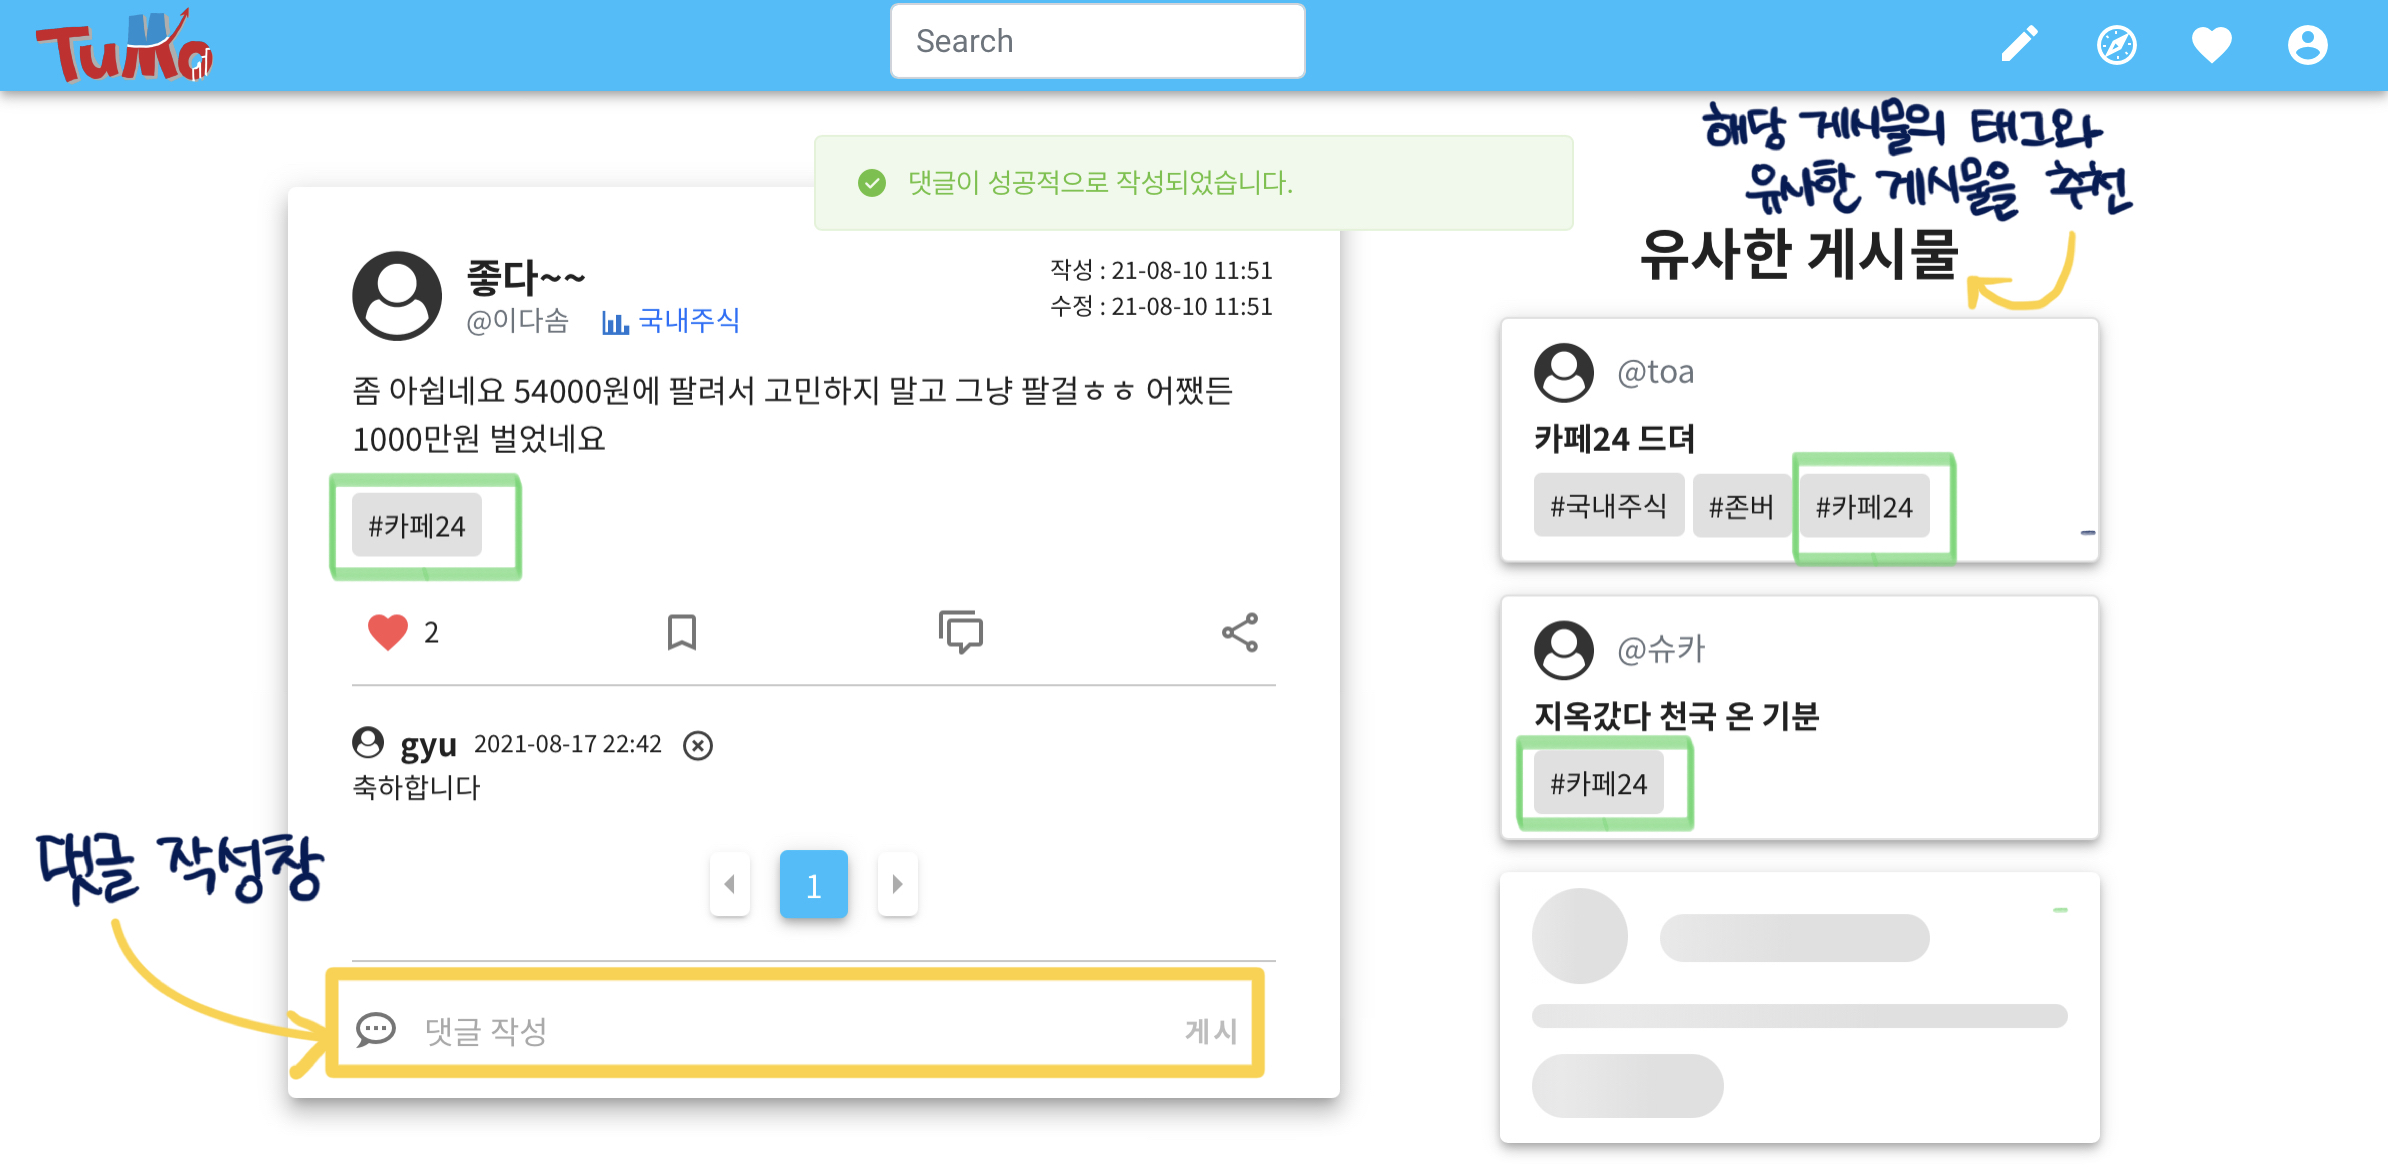 TuMo
Search
해당 게시물의 태그와
유사한 게시물을 추천
댓글이 성공적으로 작성되었습니다.
좋다~~
@이다솜 국내주식
작성 : 21-08-10 11:51
수정 : 21-08-10 11:51
좀 아쉽네요 54000원에 팔려서 고민하지 말고 그냥 팔걸ㅎㅎ 어쨌든
1000만원 벌었네요
#카페24
2
gyu 2021-08-17 22:42
축하합니다
1
댓글 작성창
댓글 작성 게시
유사한 게시물
@toa
카페24 드뎌
#국내주식 #존버 #카페24
@슈카
지옥갔다 천국 온 기분
#카페24